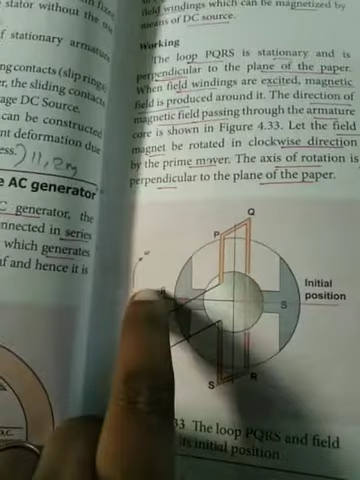 stator without the
f stationary armature
ng contacts (slip rings
r, the sliding contacts
age DC Source.
can be constructed
nt deformation due
ess.
e AC generator
C generator, the
nnected in series
which generates
f and hence it is
field windings which can be magnetized by
means of DC source.
Working
The loop PQRS is stationary and is
perpendicular to the plane of the paper.
When field windings are excited, magnetic
field is produced around it. The direction of
magnetic field passing through the armature
core is shown in Figure 4.33. Let the field
magnet be rotated in clockwise direction
by the prime mover. The axis of rotation is
perpendicular to the plane of the paper.
Q
P
Initial
S
position
S
R
33 The loop PQRS and field
its initial position